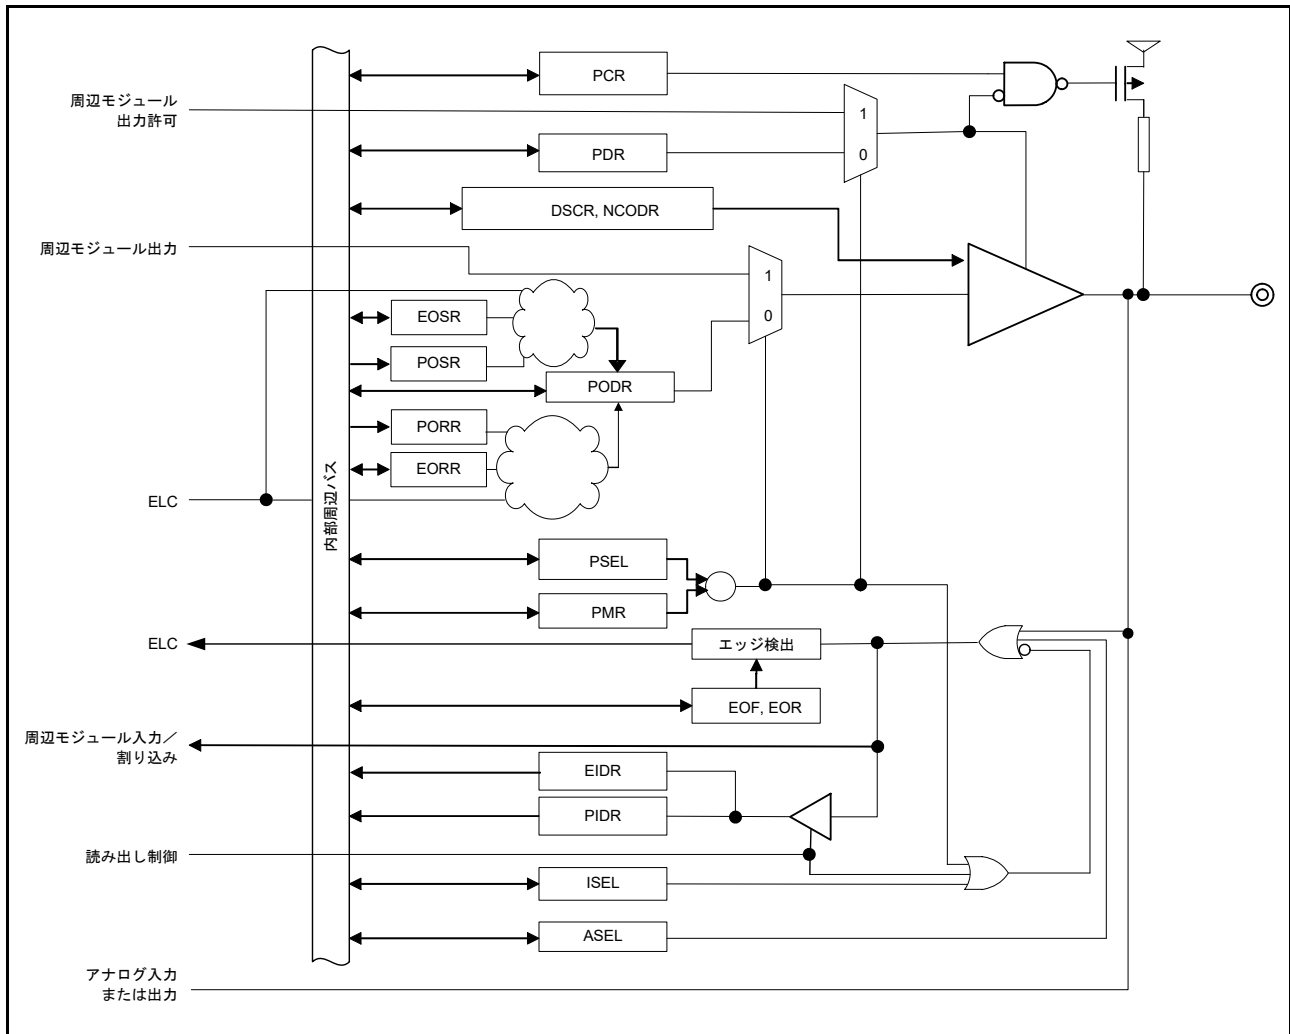 PCR
周辺モジュール
出力許可
1
PDR
0
DSCR, NCODR
周辺モジュール出力
1
EOSR
0
POSR
PODR
PORR
EORR
ELC
内部周辺バス
PSEL
PMR
ELC
エッジ検出
EOF, EOR
周辺モジュール入力／
割り込み
EIDR
PIDR
読み出し制御
ISEL
ASEL
アナログ入力
または出力